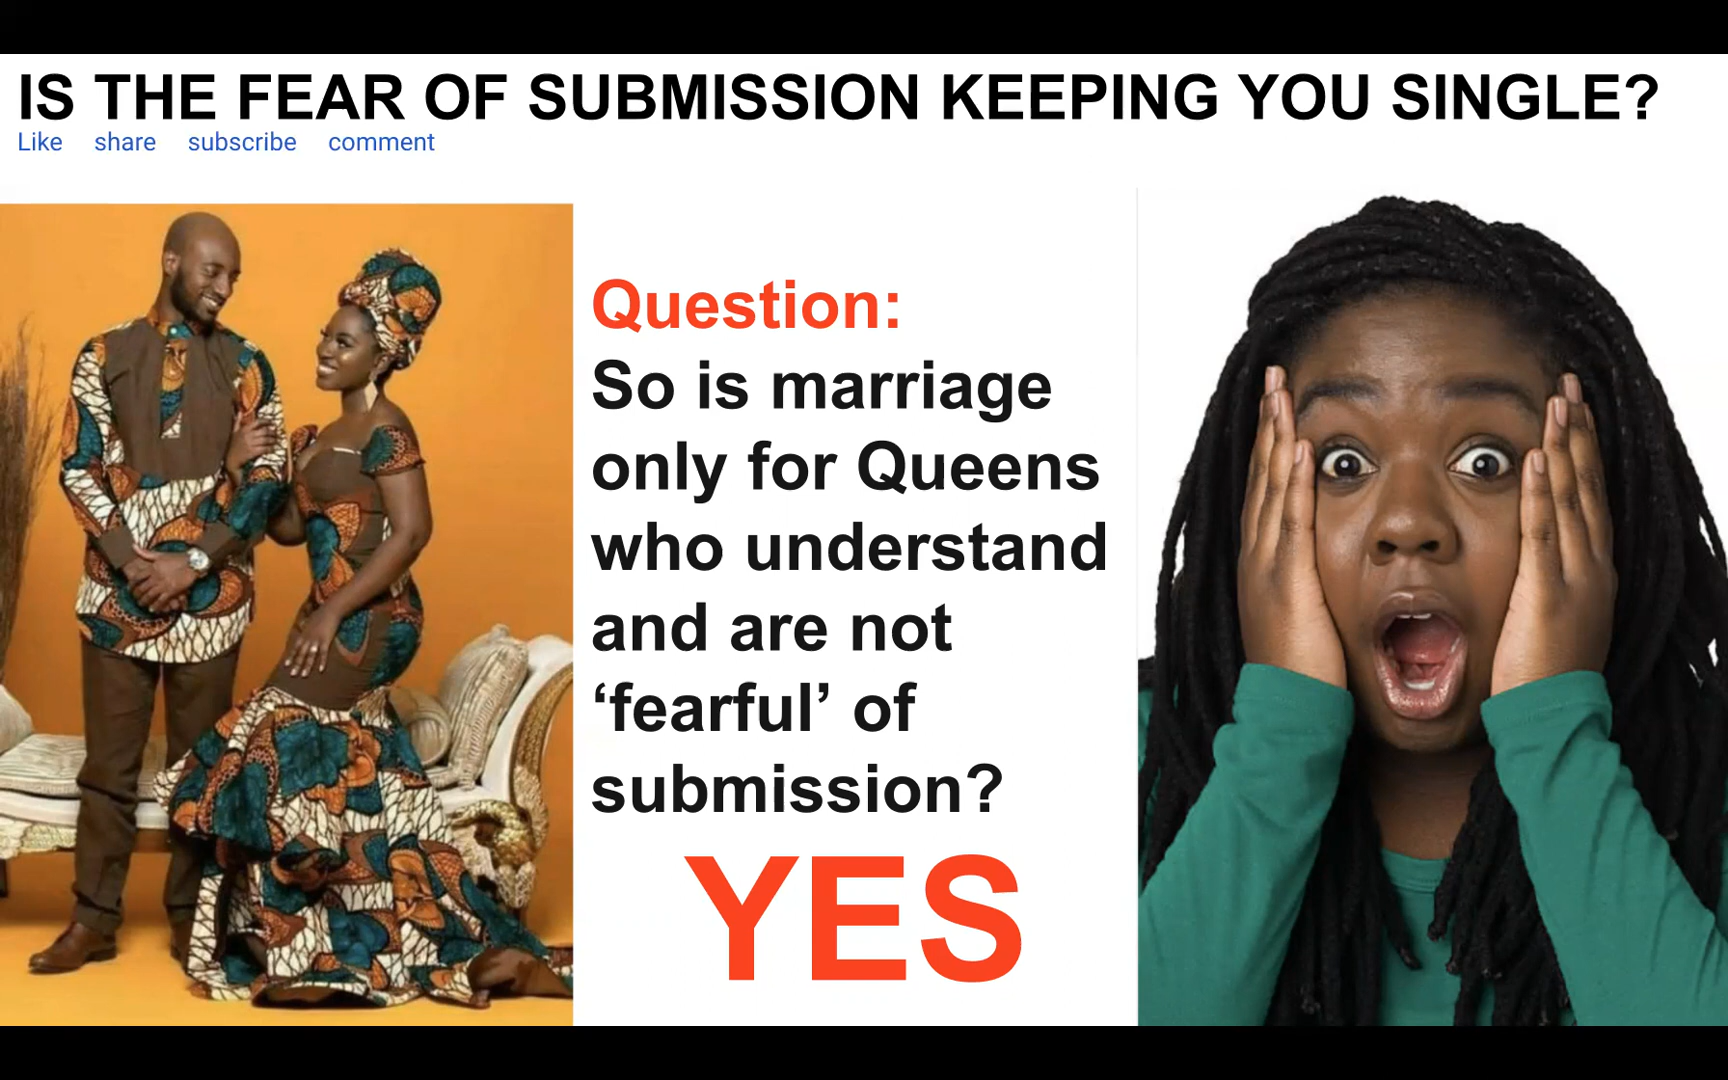 IS THE FEAR OF SUBMISSION KEEPING YOU SINGLE?
Like share subscribe comment
Question:
So is marriage
only for Queens
who understand
and are not
‘fearful’ of
submission?
YES